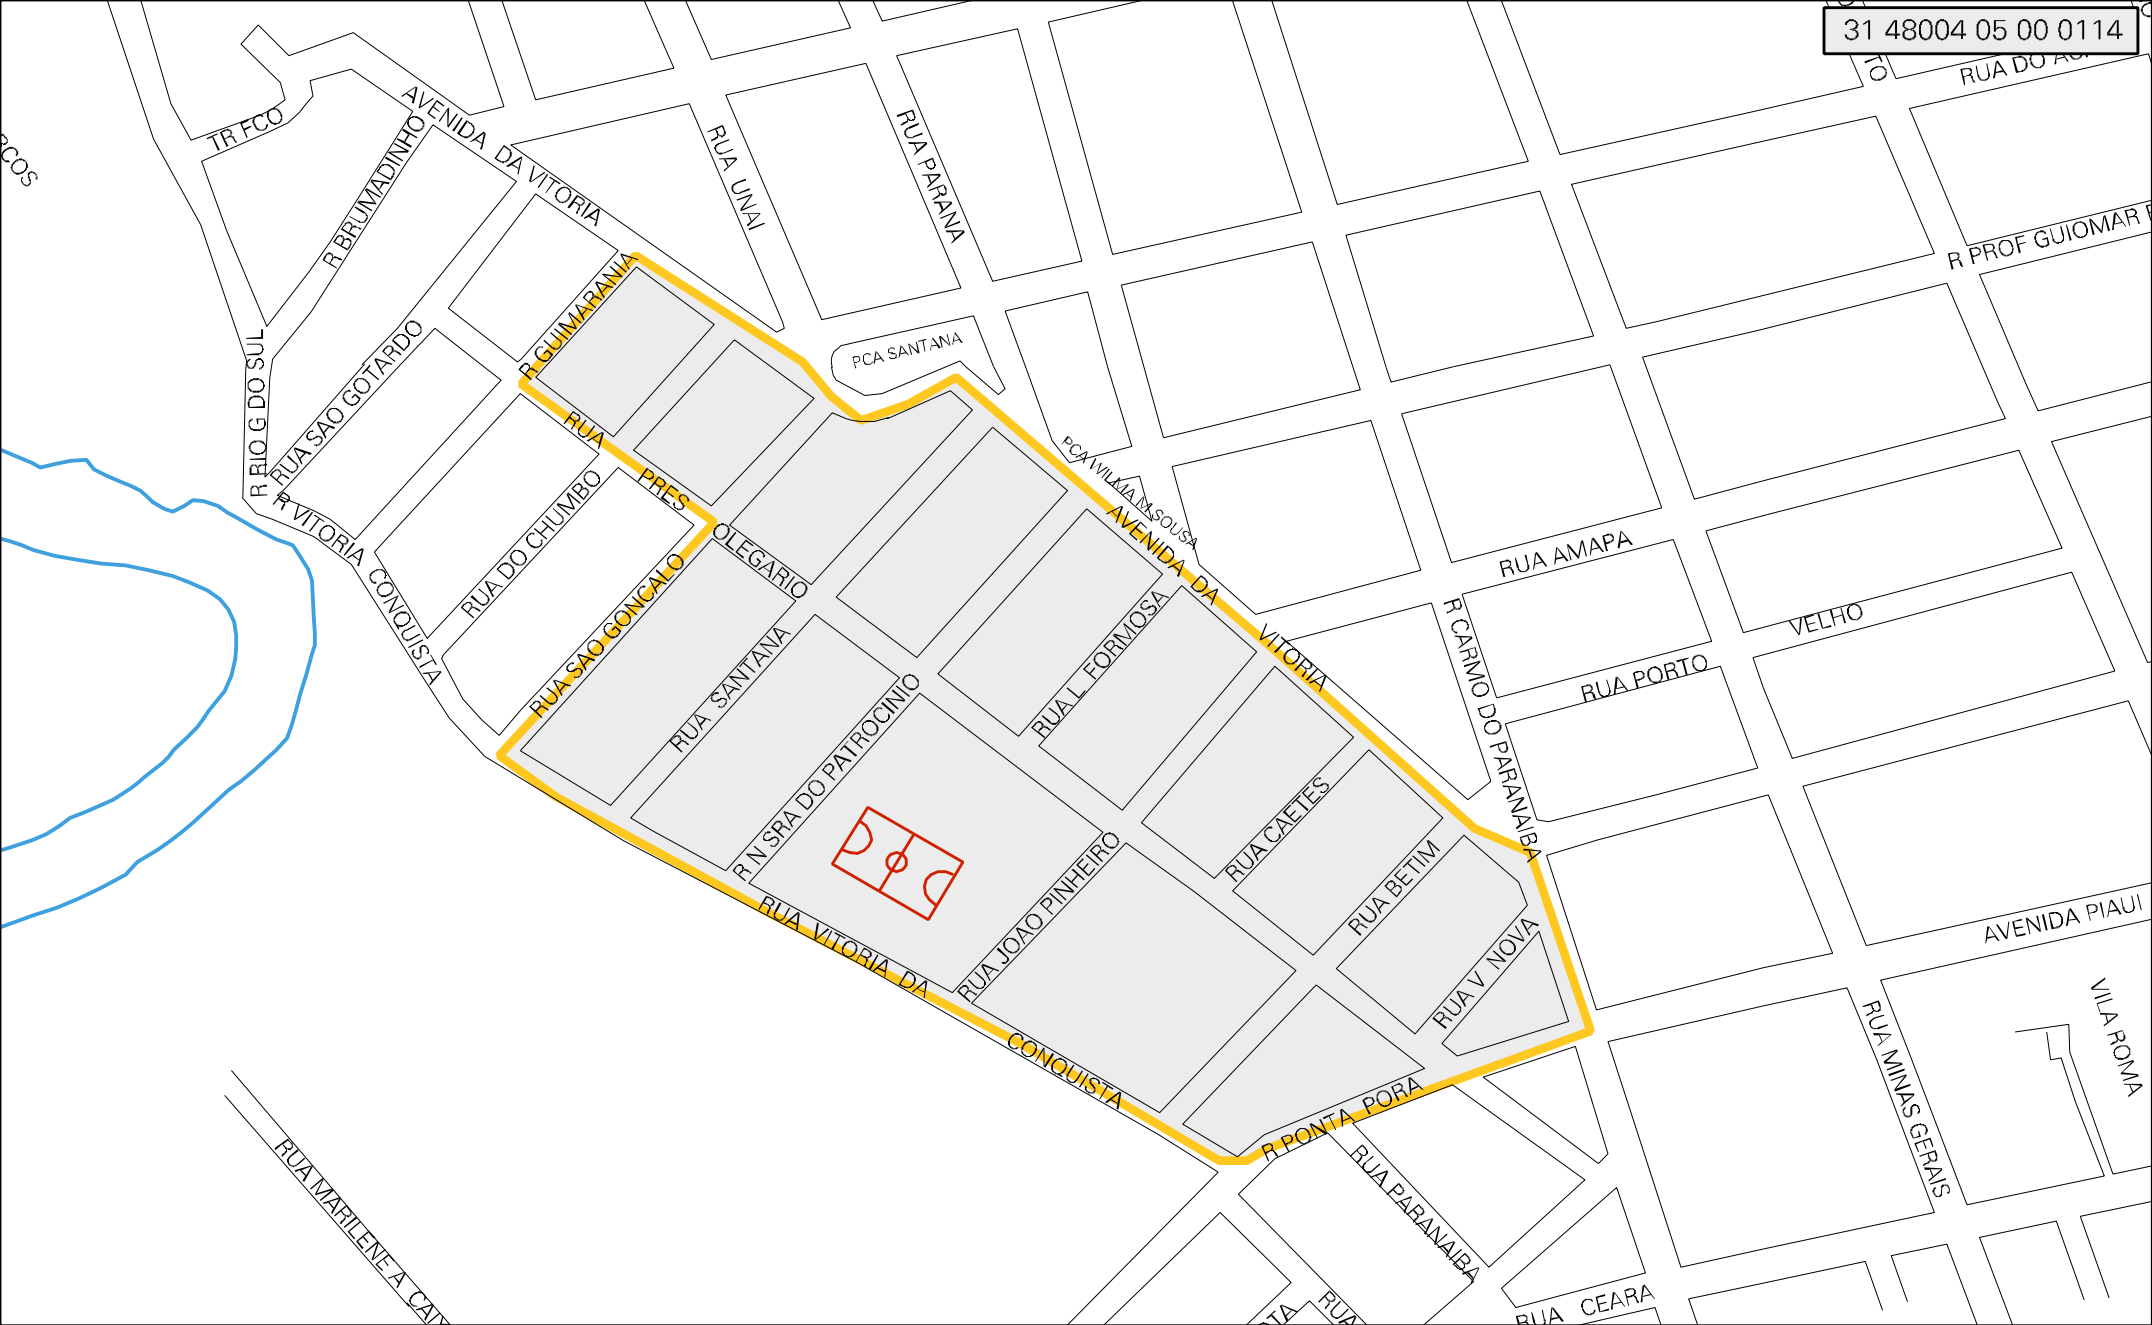 31 48004 05 00 0114
TO
RUA DO
AVENIDA DA VITORIA
TR FCO
R BRUMADINHO
RUA UNAI
RUA PARANA
R PROF GUIOMAR
R GUIMARANIA
PCA SANTANA
R RIO G DO SUL
RUA SAO GOTARDO
RUA PRES OLEGARIO
PCA WILMA M SOUSA
R VITORIA CONQUISTA
RUA DO CHUMBO
AVENIDA DA VITORIA
RUA AMAPA
RUA SAO GONCALO
RUA SANTANA
RUA L FORMOSA
R CARMO DO PARANAIBA
VELHO
RUA PORTO
R N SRA DO PATROCINIO
RUA CAETES
RUA JOAO PINHEIRO
RUA BETIM
RUA VITORIA DA CONQUISTA
RUA V NOVA
AVENIDA PIAUI
VILA ROMA
RUA MINAS GERAIS
R PONTA PORA
RUA PARANAIBA
RUA MARILENE A
RUA
RUA CEARA